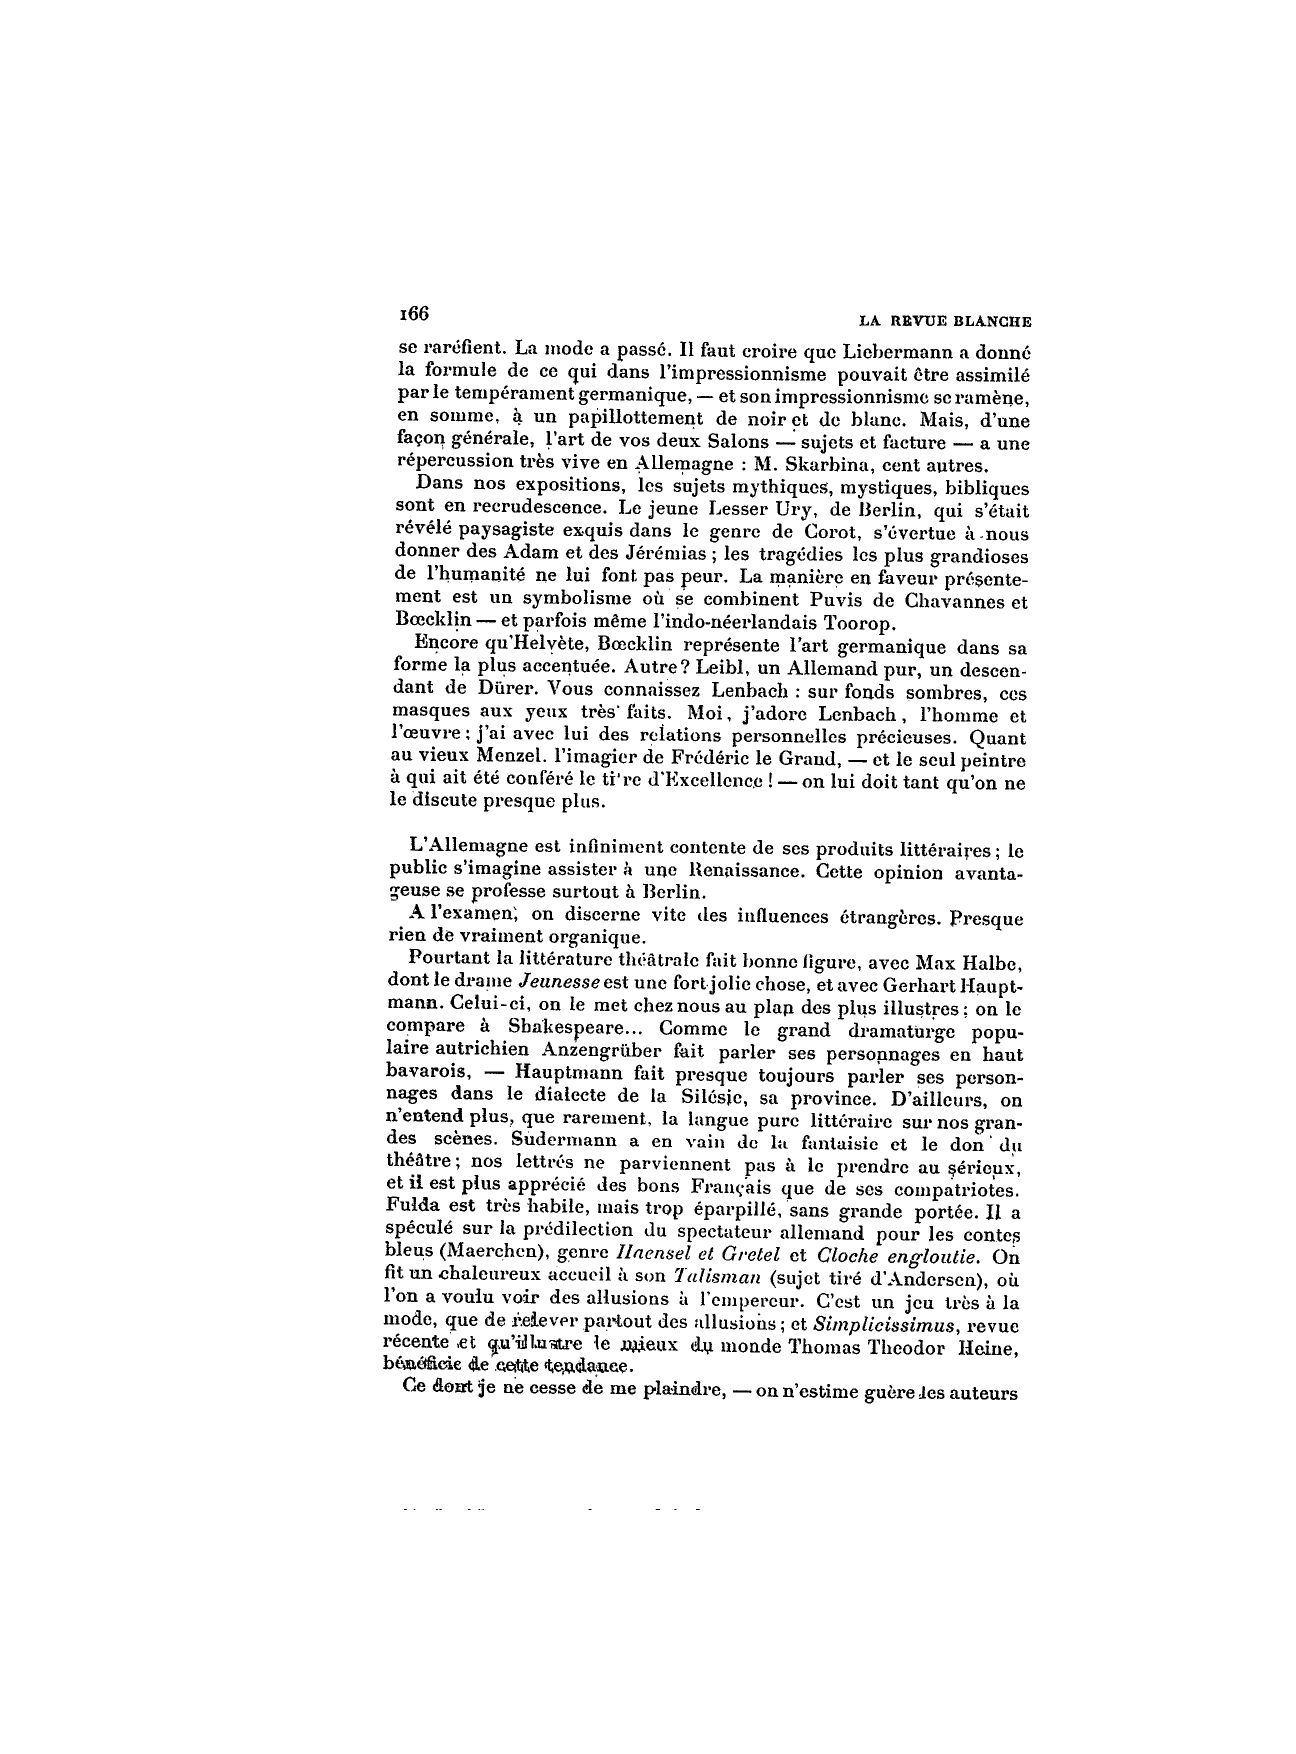 166
LA REVUE BLANCHE
se raréfient. La mode a passé. Il faut croire que Liebermann a donné
la formule de ce qui dans l'impressionnisme pouvait être assimilé
par le tempérament germanique, — et son impressionnisme se ramène,
en somme, à un papillottement de noir et de blanc. Mais, d'une
façon générale, l'art de vos deux Salons — sujets et facture — a une
répercussion très vive en Allemagne : M. Skarbina, cent autres.
Dans nos expositions, les sujets mythiques, mystiques, bibliques
sont en recrudescence. Le jeune Lesser Ury, de Berlin, qui s'était
révélé paysagiste exquis dans le genre de Corot, s'évertue à nous
donner des Adam et des Jérémias ; les tragédies les plus grandioses
de l'humanité ne lui font pas peur. La manière en faveur présente-
ment est un symbolisme où se combinent Puvis de Chavannes et
Bœcklin — et parfois même l'indo-néerlandais Toorop.
Encore qu'Helvète, Bœcklin représente l'art germanique dans sa
forme la plus accentuée. Autre ? Leibl, un Allemand pur, un descen-
dant de Dürer. Vous connaissez Lenbach : sur fonds sombres, ces
masques aux yeux très faits. Moi, j'adore Lenbach, l'homme et
l'œuvre ; j'ai avec lui des relations personnelles précieuses. Quant
au vieux Menzel. l'imagier de Frédéric le Grand, — et le seul peintre
à qui ait été conféré le titre d'Excellence ! — on lui doit tant qu'on ne
le discute presque plus.
L'Allemagne est infiniment contente de ses produits littéraires ; le
public s'imagine assister à une Renaissance. Cette opinion avanta-
geuse se professe surtout à Berlin.
A l'examen, on discerne vite des influences étrangères. Presque
rien de vraiment organique.
Pourtant la littérature théâtrale fait bonne figure, avec Max Halbe,
dont le drame Jeunesse est une fort jolie chose, et avec Gerhart Haupt-
mann. Celui-ci, on le met chez nous au plan des plus illustres ; on le
compare à Shakespeare... Comme le grand dramaturge popu-
laire autrichien Anzengrüber fait parler ses personnages en haut
bavarois, — Hauptmann fait presque toujours parler ses person-
nages dans le dialecte de la Silésie, sa province. D'ailleurs, on
n'entend plus, que rarement, la langue pure littéraire sur nos gran-
des scènes. Sudermann a en vain de la fantaisie et le don du
théâtre ; nos lettrés ne parviennent pas à le prendre au sérieux,
et il est plus apprécié des bons Français que de ses compatriotes.
Fulda est très habile, mais trop éparpillé, sans grande portée. Il a
spéculé sur la prédilection du spectateur allemand pour les contes
bleus (Maerchen), genre Haensel et Gretel et Cloche engloutie. On
fit un chaleureux accueil à son Talisman (sujet tiré d'Andersen), où
l'on a voulu voir des allusions à l'empereur. C'est un jeu très à la
mode, que de relever partout des allusions ; et Simplicissimus, revue
récente et qu'illustre le mieux du monde Thomas Theodor Heine,
bénéficie de cette tendance.
Ce dont je ne cesse de me plaindre, — on n'estime guère les auteurs